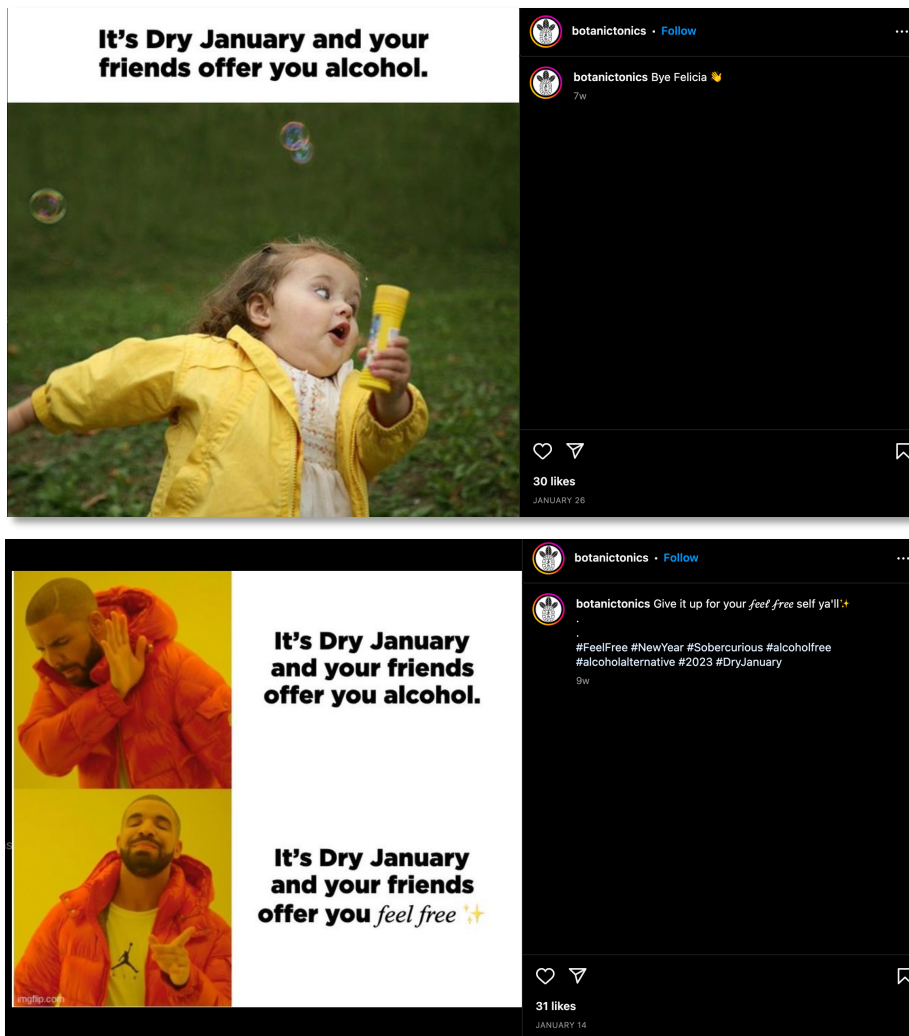 It's Dry January and your
friends offer you alcohol.
botanictonics • Follow
botanictonics Bye Felicia 👋
7w
30 likes
JANUARY 26
botanictonics • Follow
botanictonics Give it up for your feel free self ya'll✨
.
.
#FeelFree #NewYear #Sobercurious #alcoholfree
#alcoholalternative #2023 #DryJanuary
9w
It's Dry January
and your friends
offer you alcohol.
It's Dry January
and your friends
offer you feel free ✨
s
imgflip.com
31 likes
JANUARY 14